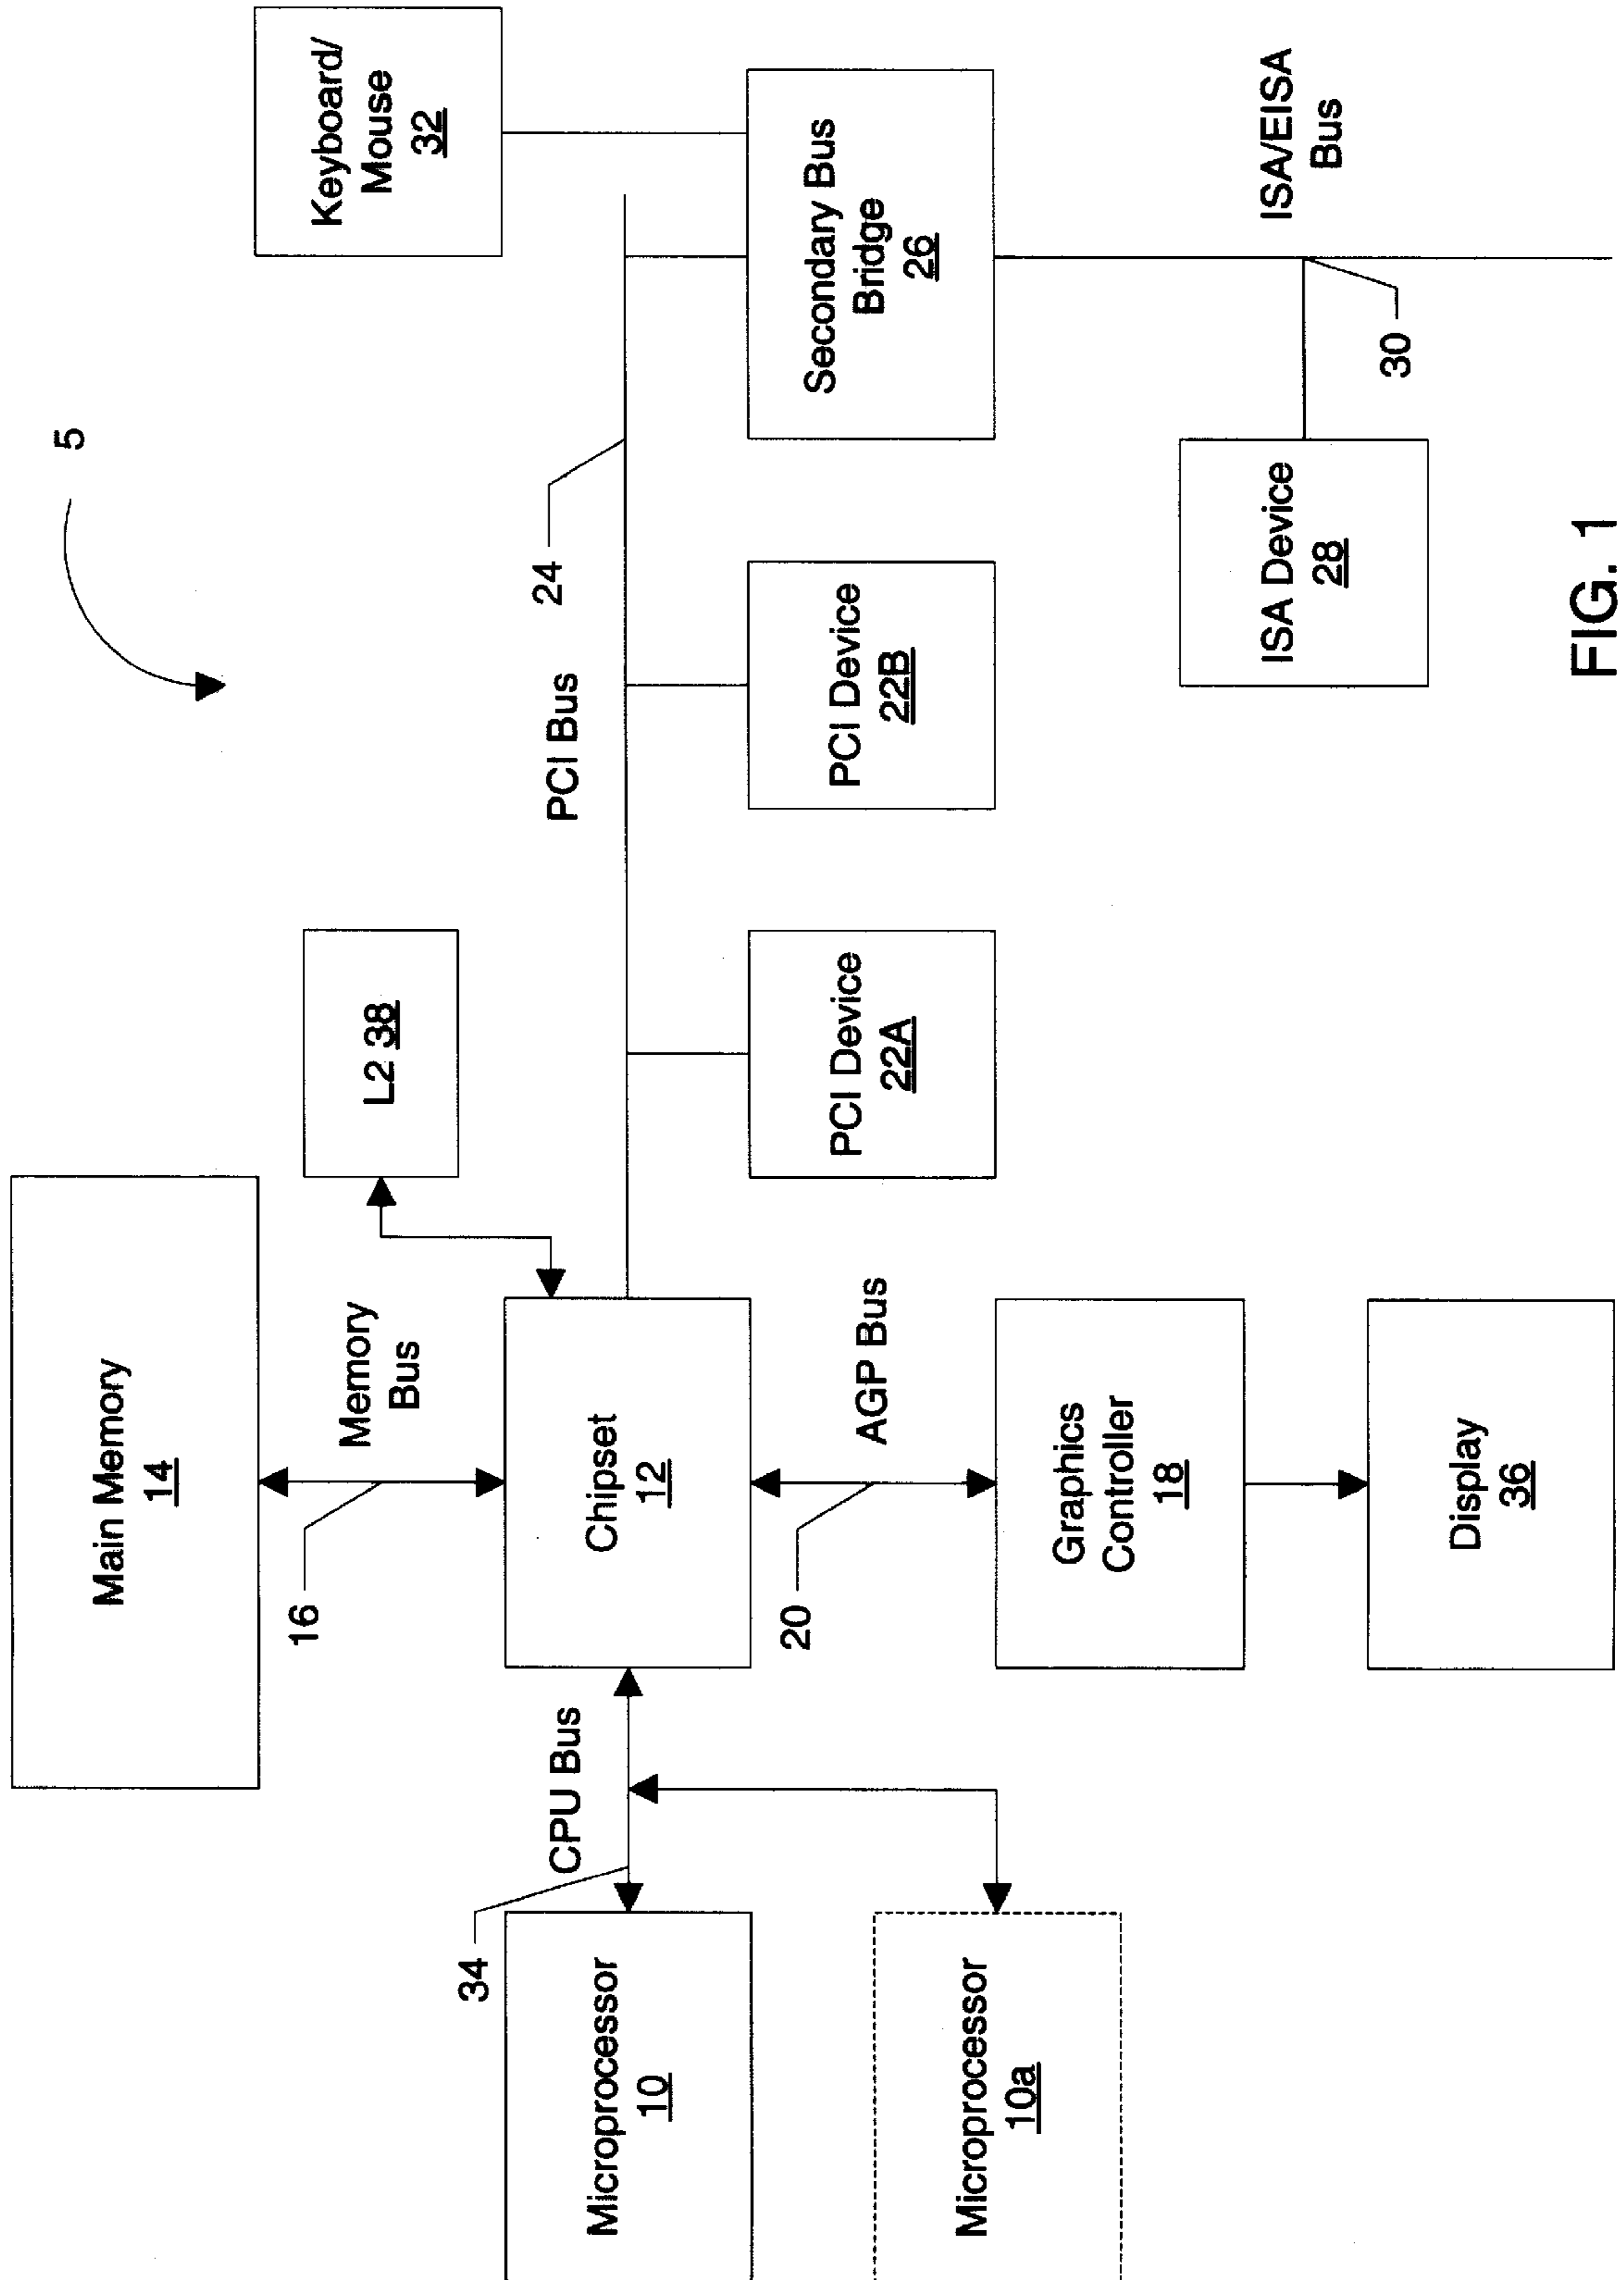 5
Main Memory
14
Keyboard/
Mouse
32
L2 38
16
Memory
Bus
34
CPU Bus
PCI Bus
24
Microprocessor
10
Chipset
12
PCI Device
22A
PCI Device
22B
Secondary Bus
Bridge
26
20
AGP Bus
Microprocessor
10a
Graphics
Controller
18
ISA Device
28
ISA/EISA
Bus
30
Display
36
FIG. 1